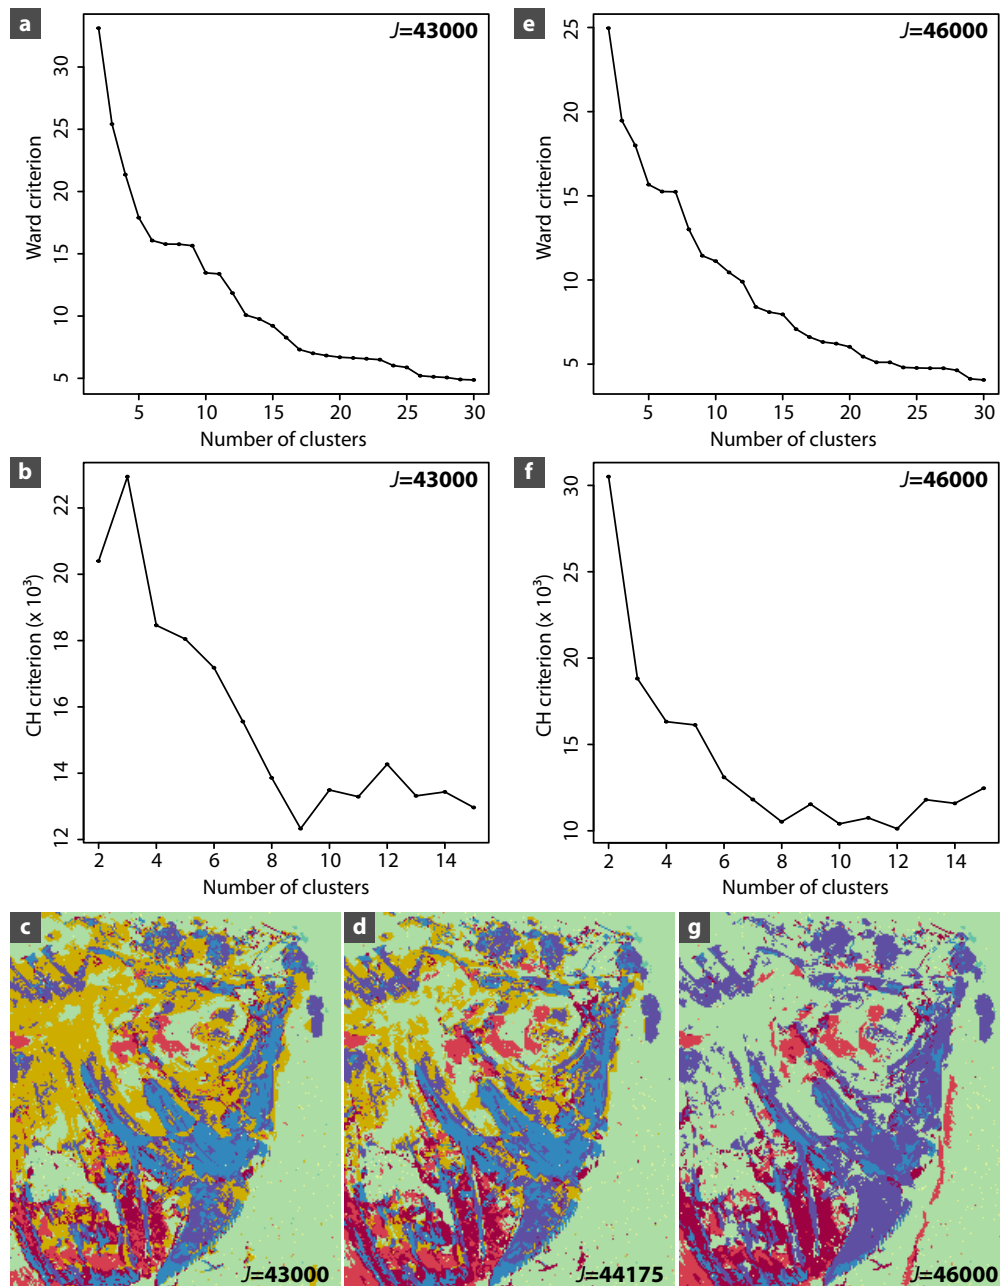 a
J=43000
Ward criterion
30
25
20
15
10
5
5 10 15 20 25 30
Number of clusters
e
J=46000
Ward criterion
25
20
15
10
5
5 10 15 20 25 30
Number of clusters
b
J=43000
CH criterion (x 10³)
22
20
18
16
14
13
12
2 4 6 8 10 12 14
Number of clusters
f
J=46000
CH criterion (x 10³)
30
25
20
15
10
2 4 6 8 10 12 14
Number of clusters
c
J=43000
d
J=44175
g
J=46000